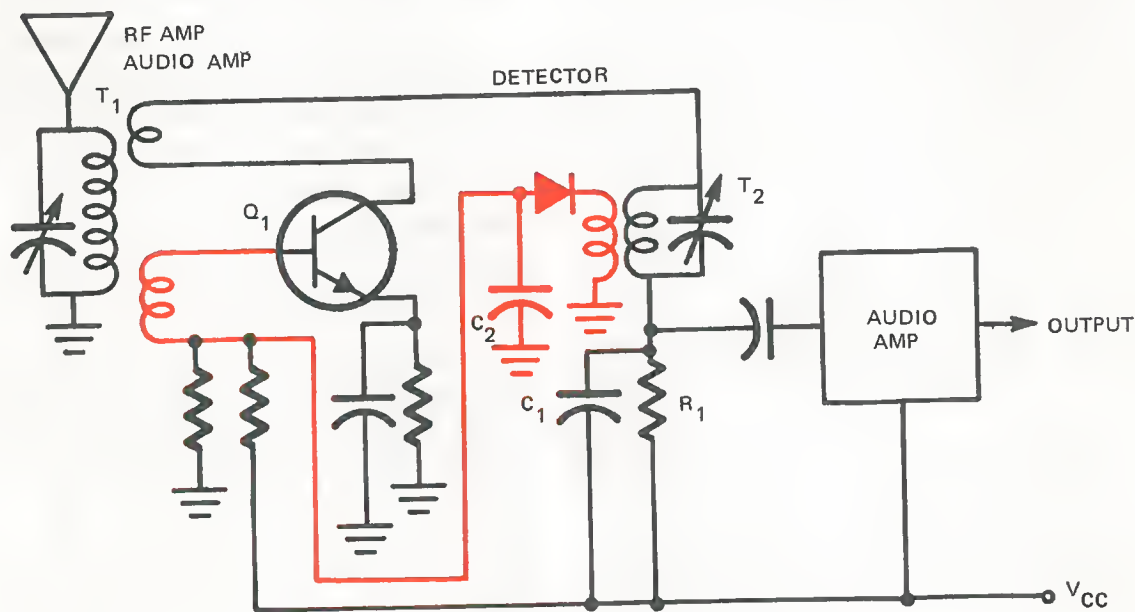 RF AMP
AUDIO AMP
T1
DETECTOR
Q1
T2
C2
C1
R1
AUDIO
AMP
OUTPUT
VCC